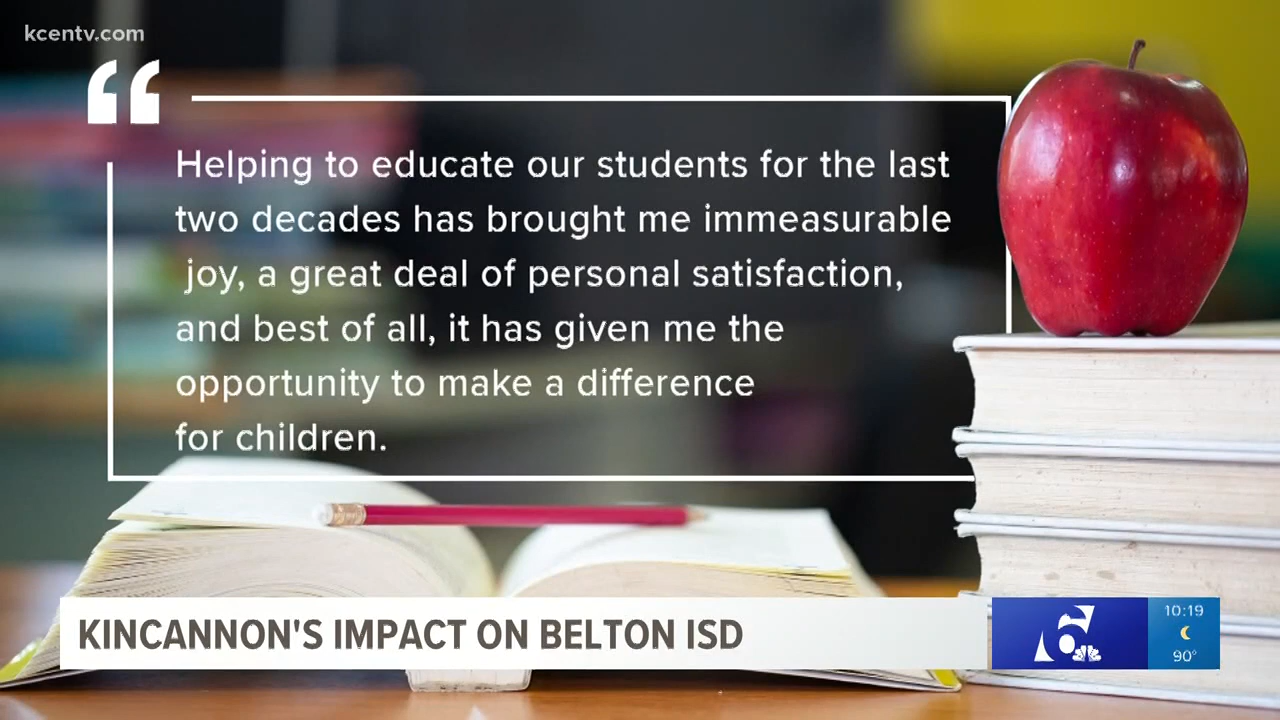 kcentv.com
“
Helping to educate our students for the last
two decades has brought me immeasurable
joy, a great deal of personal satisfaction,
and best of all, it has given me the
opportunity to make a difference
for children.
KINCANNON'S IMPACT ON BELTON ISD
6
10:19
90°